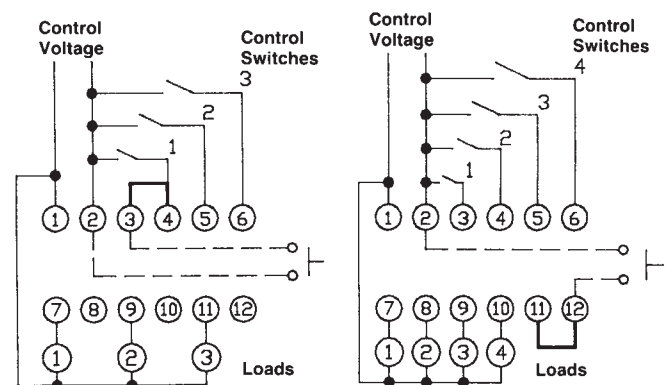 Control
Voltage
Control
Switches
3
2
1
1 2 3 4 5 6
7 8 9 10 11 12
1 2 3
Loads
Control
Voltage
Control
Switches
4
3
2
1
1 2 3 4 5 6
7 8 9 10 11 12
1 2 3 4
Loads